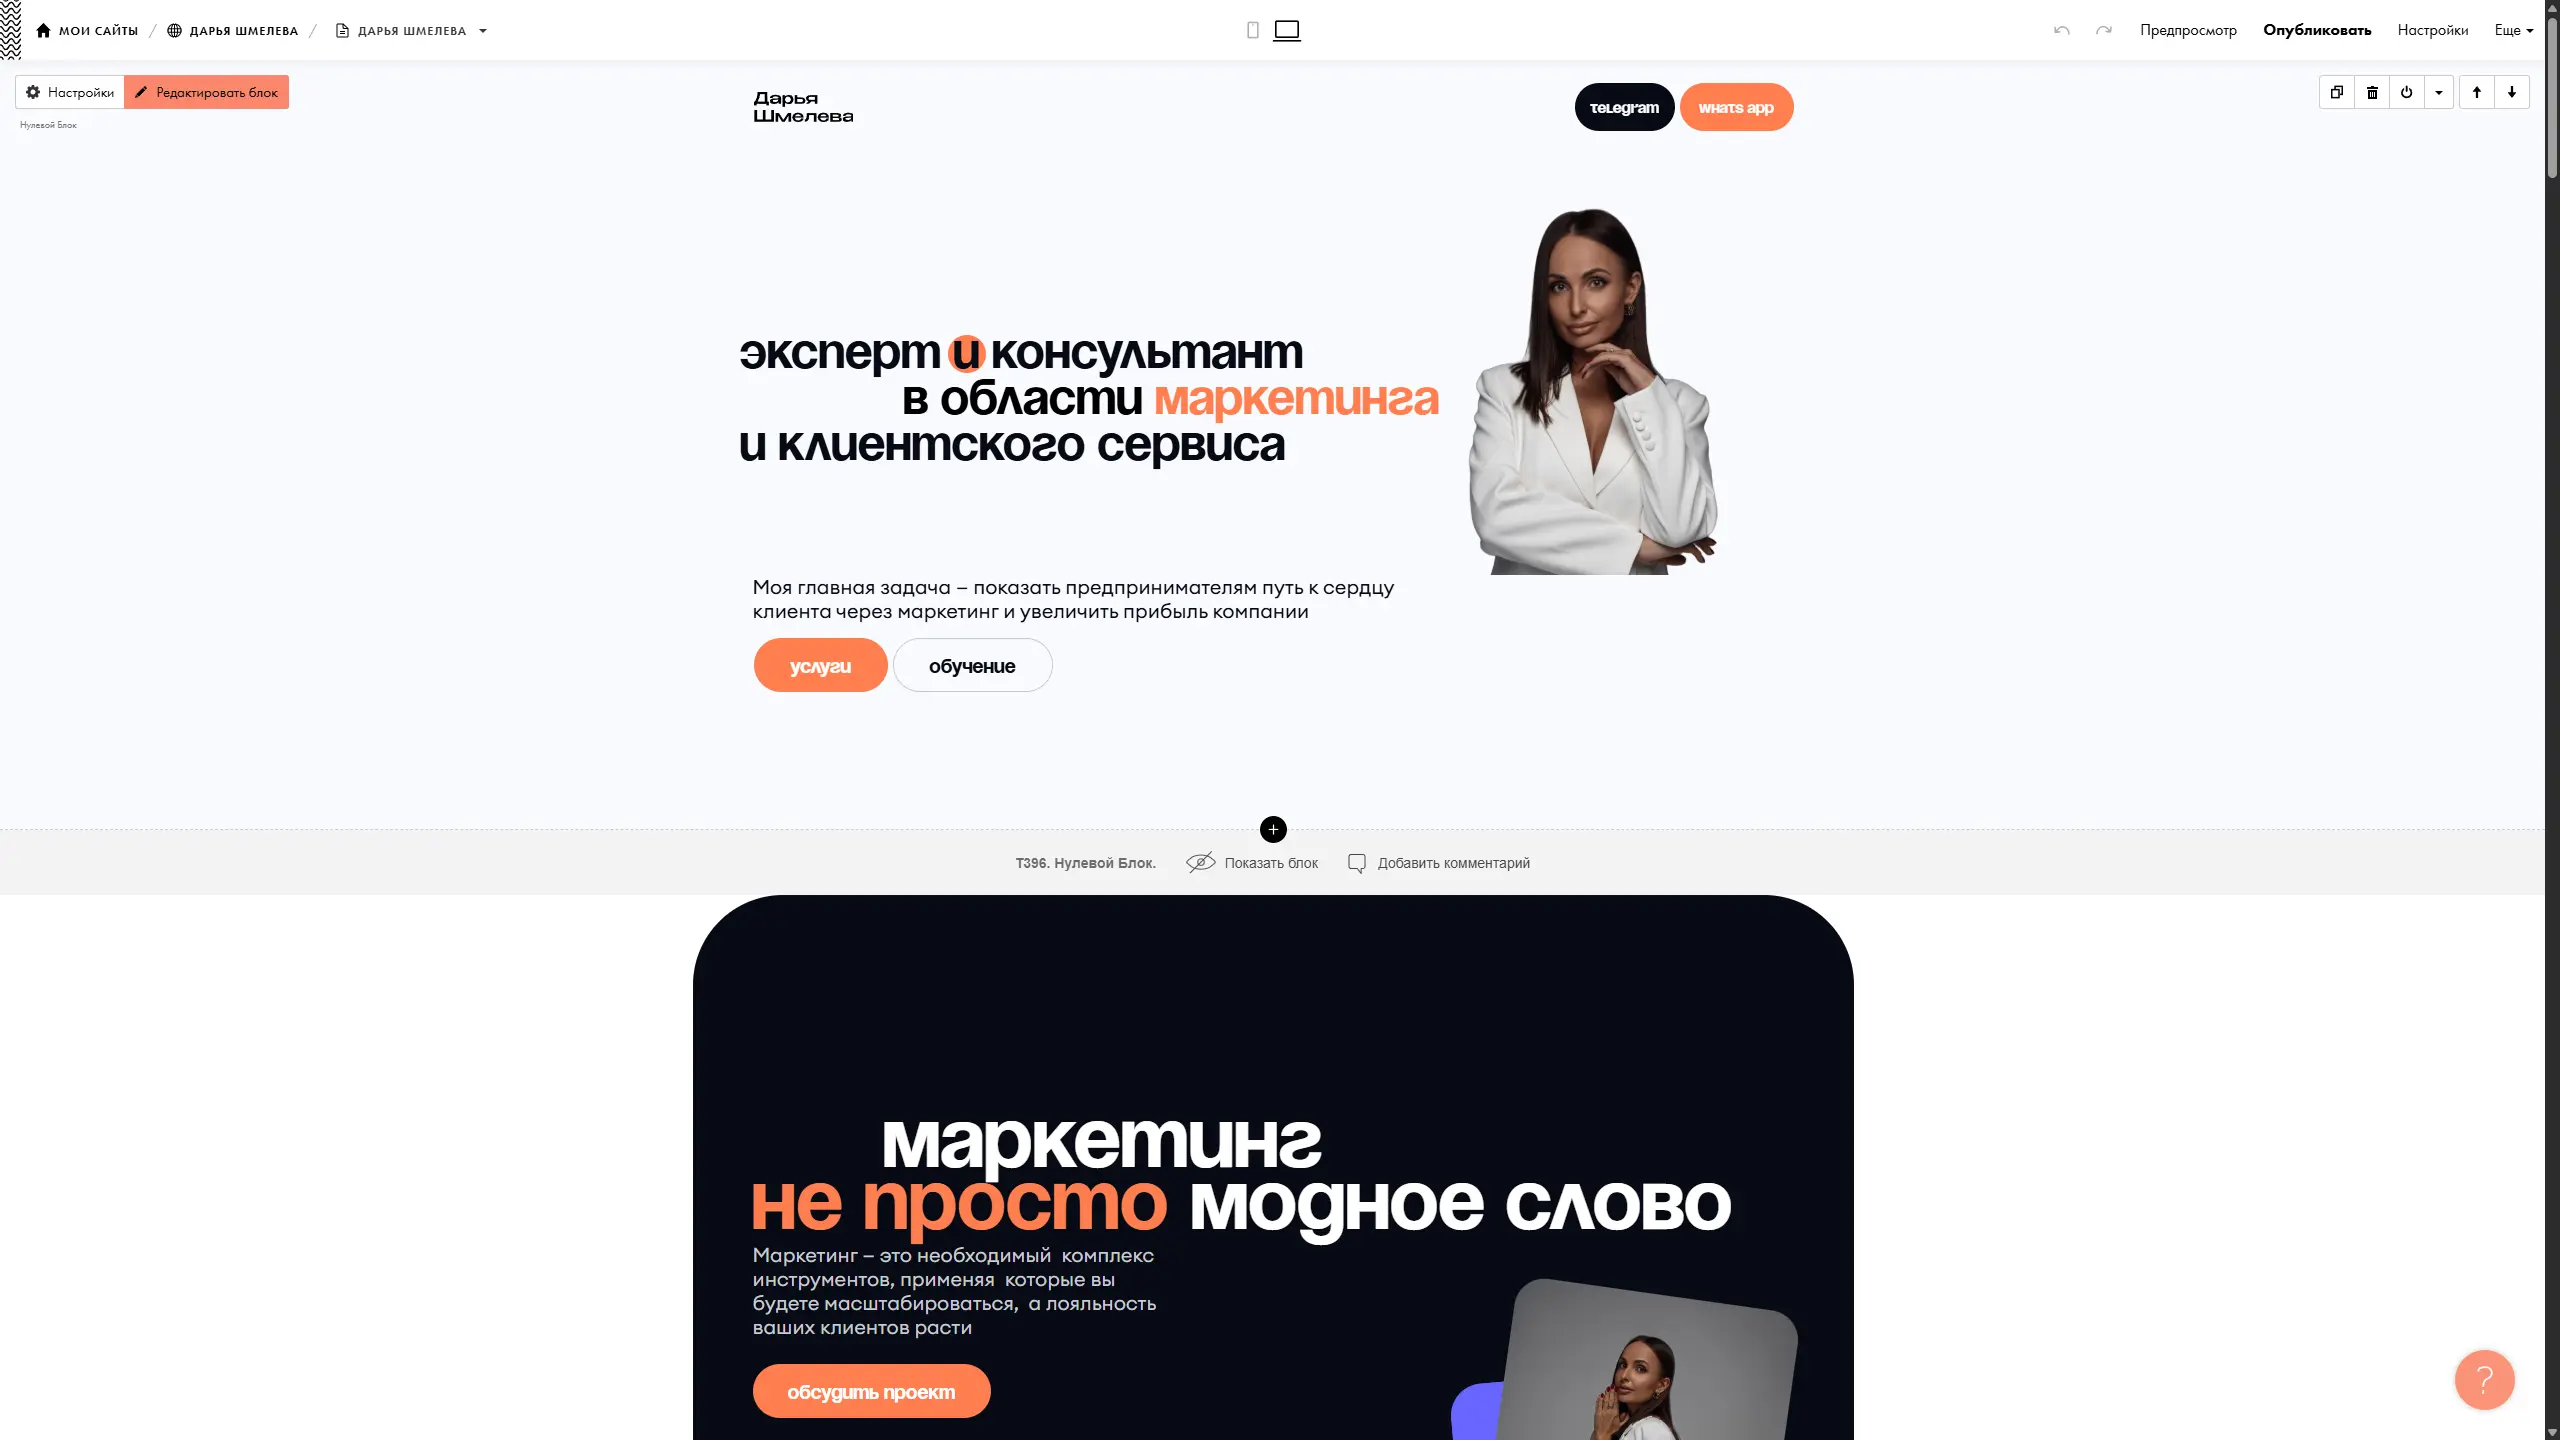 МОИ САЙТЫ / ДАРЬЯ ШМЕЛЕВА / ДАРЬЯ ШМЕЛЕВА
Предпросмотр Опубликовать Настройки Еще
Настройки Редактировать блок
Нулевой Блок
Дарья
Шмелева
Telegram whats app
эксперт и консультант
в области маркетинга
и клиентского сервиса
Моя главная задача – показать предпринимателям путь к сердцу
клиента через маркетинг и увеличить прибыль компании
услуги обучение
+
T396. Нулевой Блок. Показать блок Добавить комментарий
маркетинг
не просто модное слово
Маркетинг – это необходимый комплекс
инструментов, применяя которые вы
будете масштабироваться, а лояльность
ваших клиентов расти
обсудить проект
?